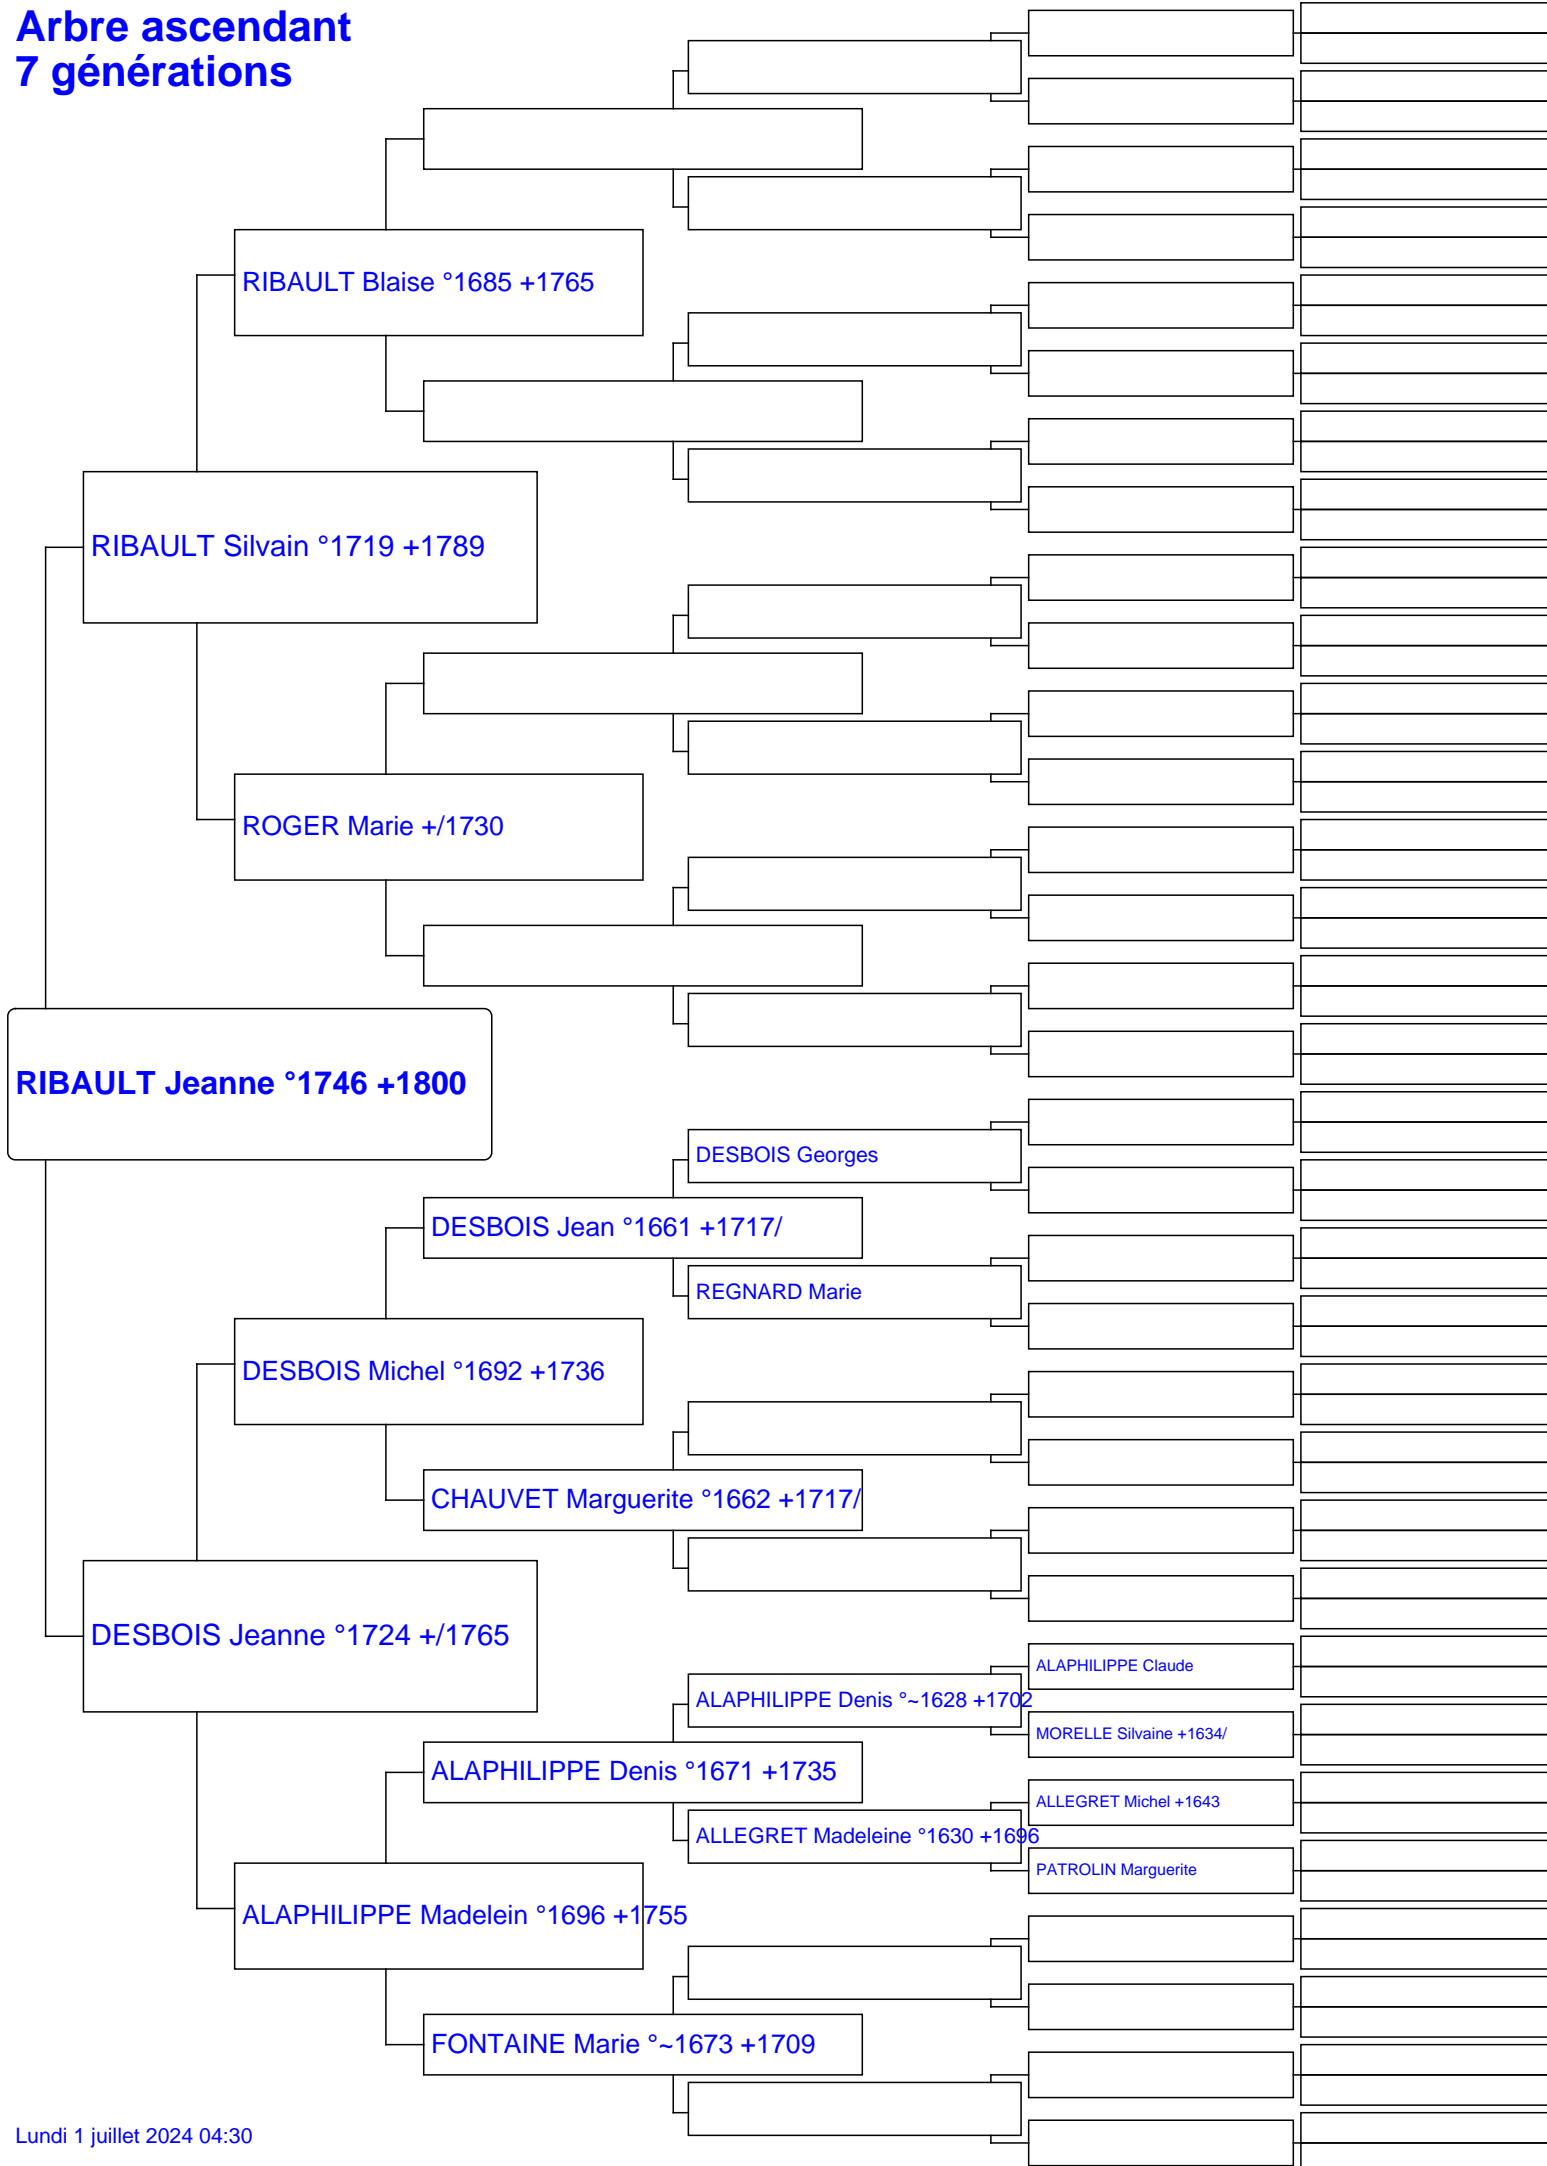 Arbre ascendant
7 générations
RIBAULT Blaise °1685 +1765
RIBAULT Silvain °1719 +1789
ROGER Marie +/1730
RIBAULT Jeanne °1746 +1800
DESBOIS Georges
DESBOIS Jean °1661 +1717/
REGNARD Marie
DESBOIS Michel °1692 +1736
CHAUVET Marguerite °1662 +1717/
DESBOIS Jeanne °1724 +/1765
ALAPHILIPPE Claude
ALAPHILIPPE Denis °~1628 +1702
MORELLE Silvaine +1634/
ALAPHILIPPE Denis °1671 +1735
ALLEGRET Michel +1643
ALLEGRET Madeleine °1630 +1696
PATROLIN Marguerite
ALAPHILIPPE Madelein °1696 +1755
FONTAINE Marie °~1673 +1709
Lundi 1 juillet 2024 04:30